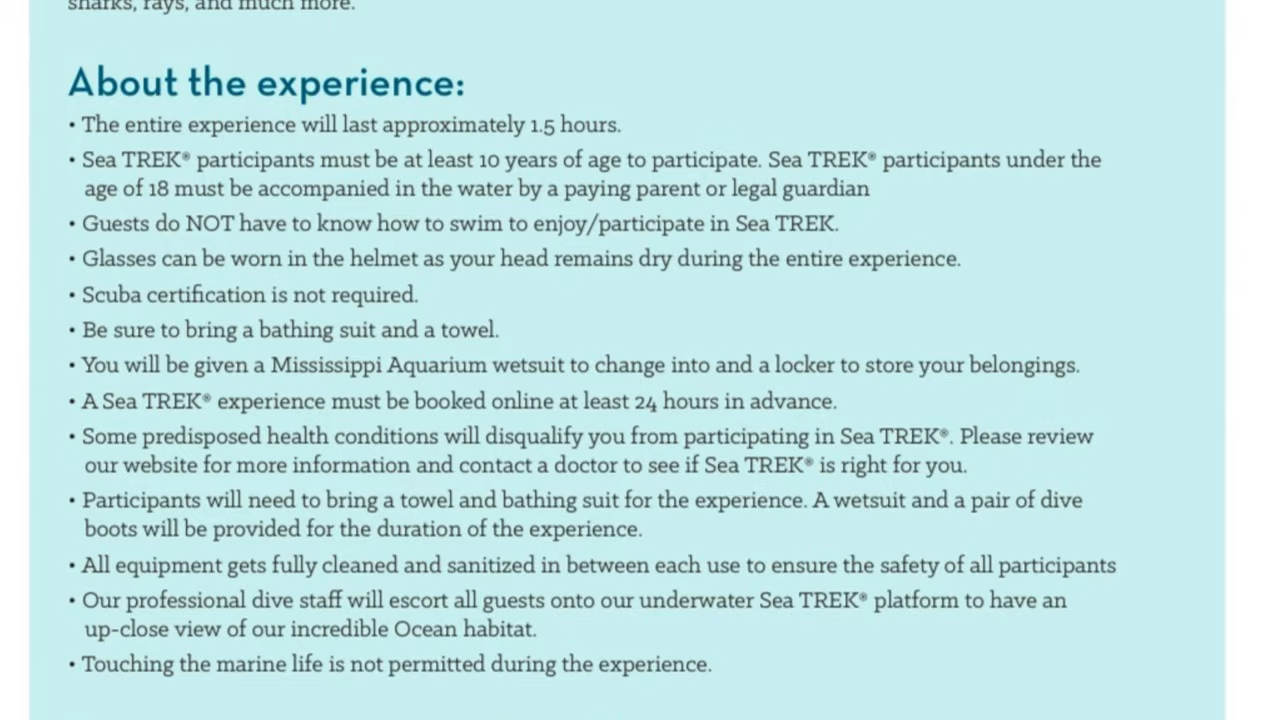 sharks, rays, and much more.
About the experience:
• The entire experience will last approximately 1.5 hours.
• Sea TREK® participants must be at least 10 years of age to participate. Sea TREK® participants under the
age of 18 must be accompanied in the water by a paying parent or legal guardian
• Guests do NOT have to know how to swim to enjoy/participate in Sea TREK.
• Glasses can be worn in the helmet as your head remains dry during the entire experience.
• Scuba certification is not required.
• Be sure to bring a bathing suit and a towel.
• You will be given a Mississippi Aquarium wetsuit to change into and a locker to store your belongings.
• A Sea TREK® experience must be booked online at least 24 hours in advance.
• Some predisposed health conditions will disqualify you from participating in Sea TREK®. Please review
our website for more information and contact a doctor to see if Sea TREK® is right for you.
• Participants will need to bring a towel and bathing suit for the experience. A wetsuit and a pair of dive
boots will be provided for the duration of the experience.
• All equipment gets fully cleaned and sanitized in between each use to ensure the safety of all participants
• Our professional dive staff will escort all guests onto our underwater Sea TREK® platform to have an
up-close view of our incredible Ocean habitat.
• Touching the marine life is not permitted during the experience.